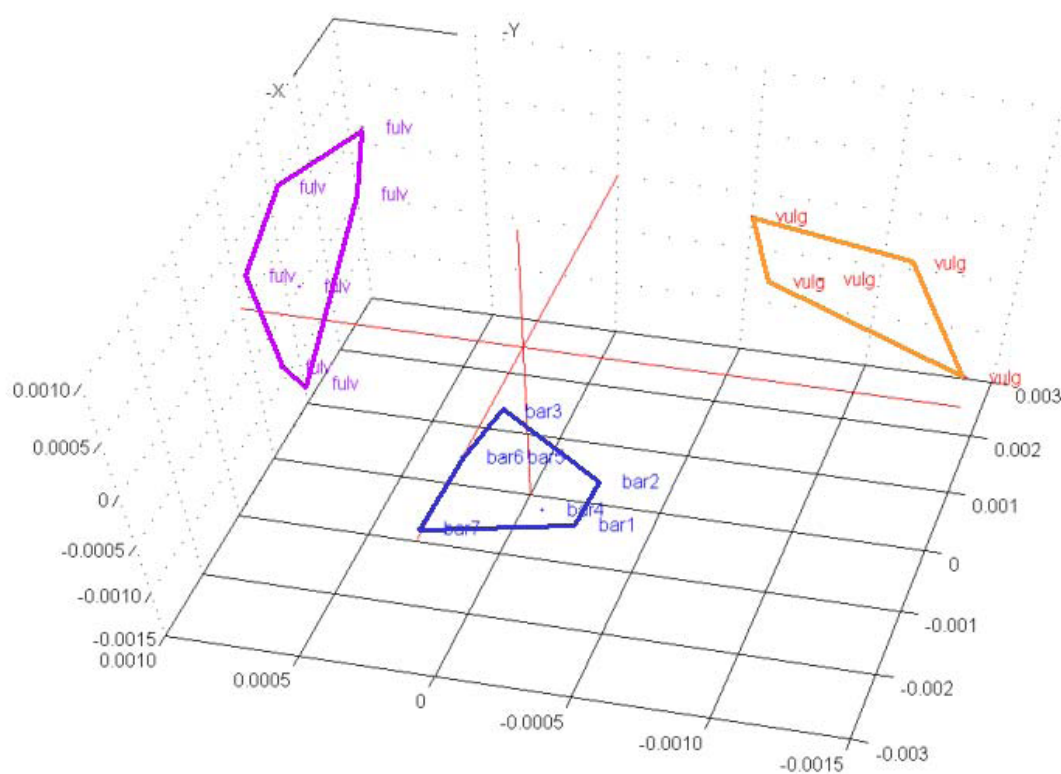 -Y
-X
fulv
fulv
fulv
vulg
vulg
fulv
fulv
vulg
vulg
fulv
fulv
vulg
0.0010
0.003
bar3
0.0005
0.002
bar6
bar5
bar2
0
0.001
bar4
bar7
bar1
-0.0005
0
-0.0010
-0.001
-0.0015
0.0010
0.0005
-0.002
0
-0.0005
-0.0010
-0.003
-0.0015